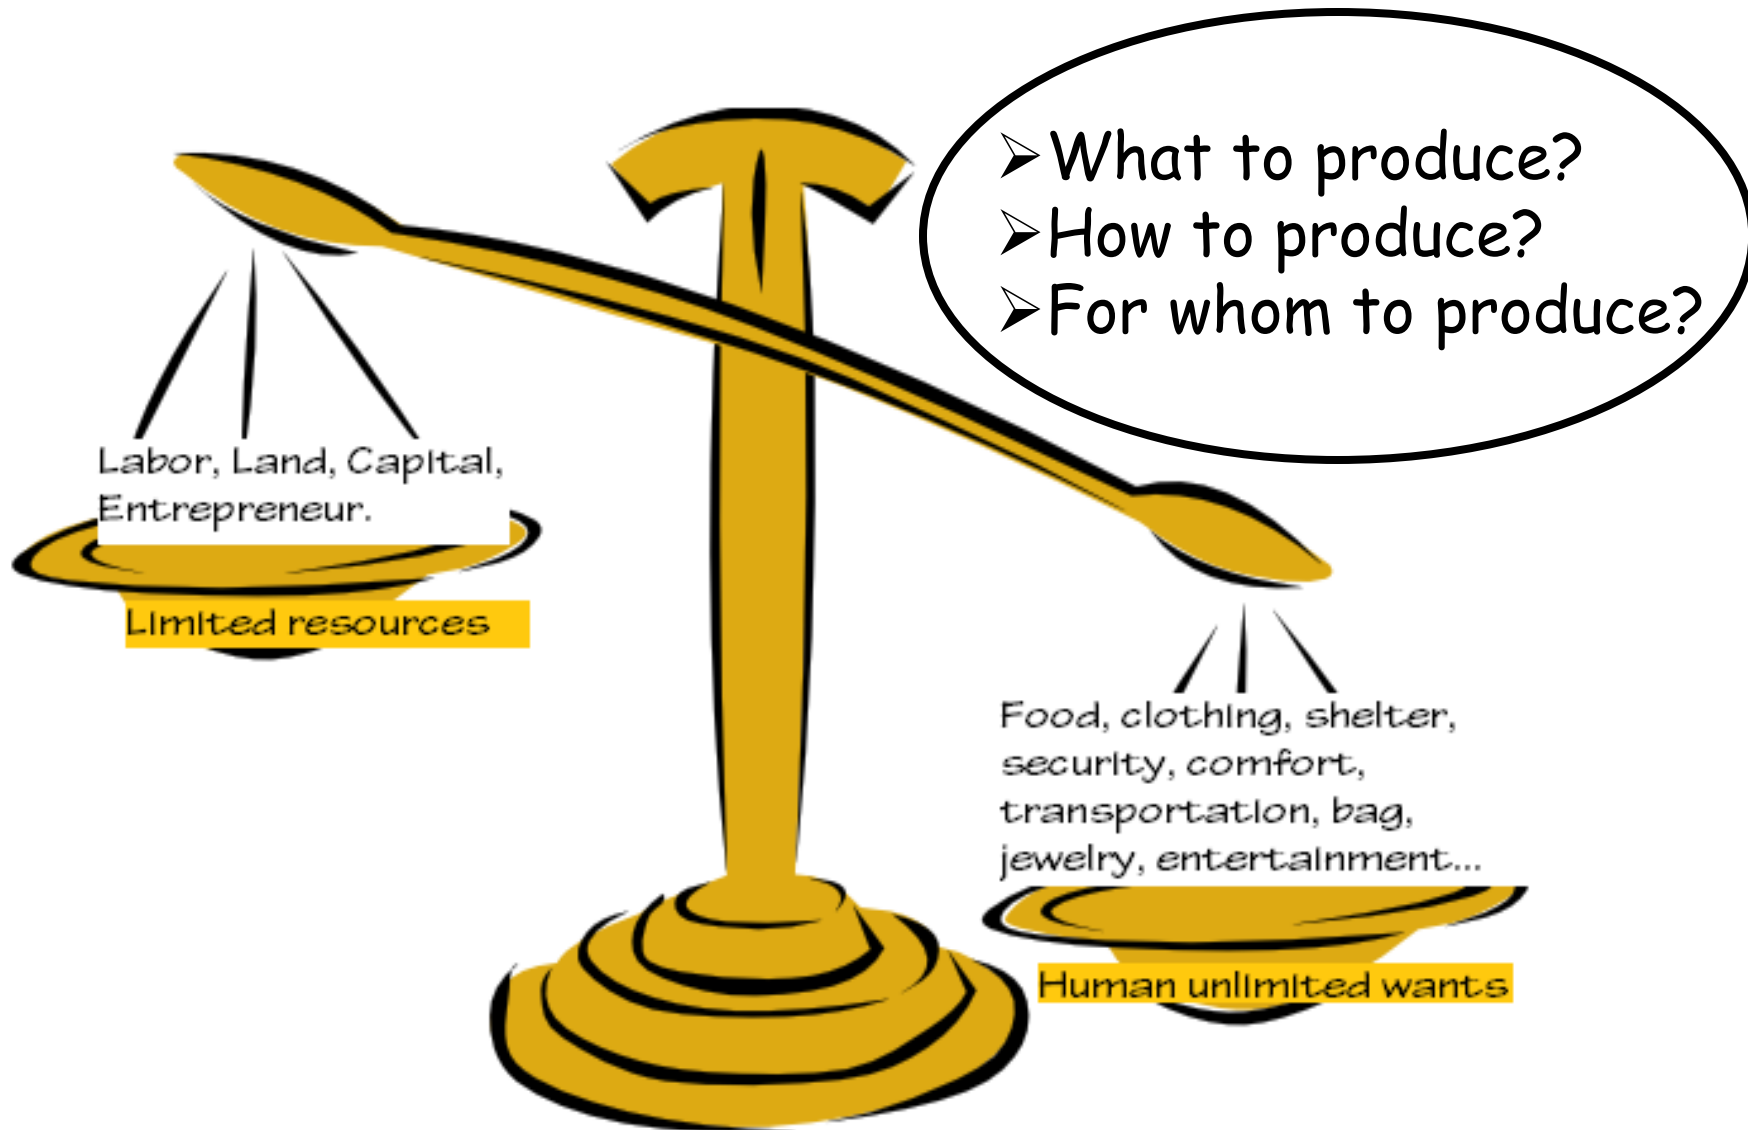 ➢What to produce?
➢How to produce?
➢For whom to produce?
Labor, Land, Capital,
Entrepreneur.
Limited resources
Food, clothing, shelter,
security, comfort,
transportation, bag,
jewelry, entertainment...
Human unlimited wants